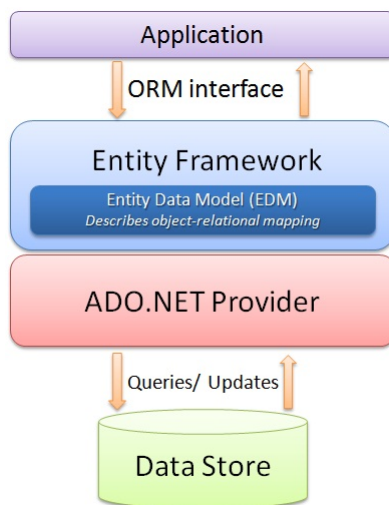 Application
ORM interface
Entity Framework
Entity Data Model (EDM)
Describes object-relational mapping
ADO.NET Provider
Queries/ Updates
Data Store